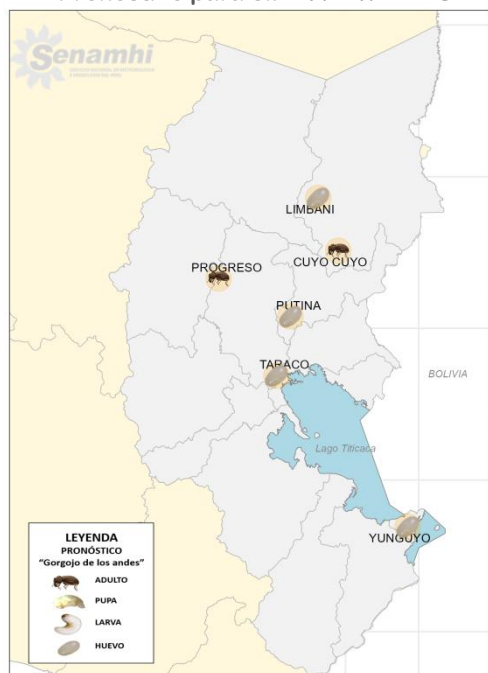 Senamhi
LIMBANI
CUYO CUYO
PROGRESO
PUTINA
TARACO
BOLIVIA
Lago Titicaca
YUNGUYO
LEYENDA
PRONÓSTICO
"Gorgojo de los andes"
ADULTO
PUPA
LARVA
HUEVO